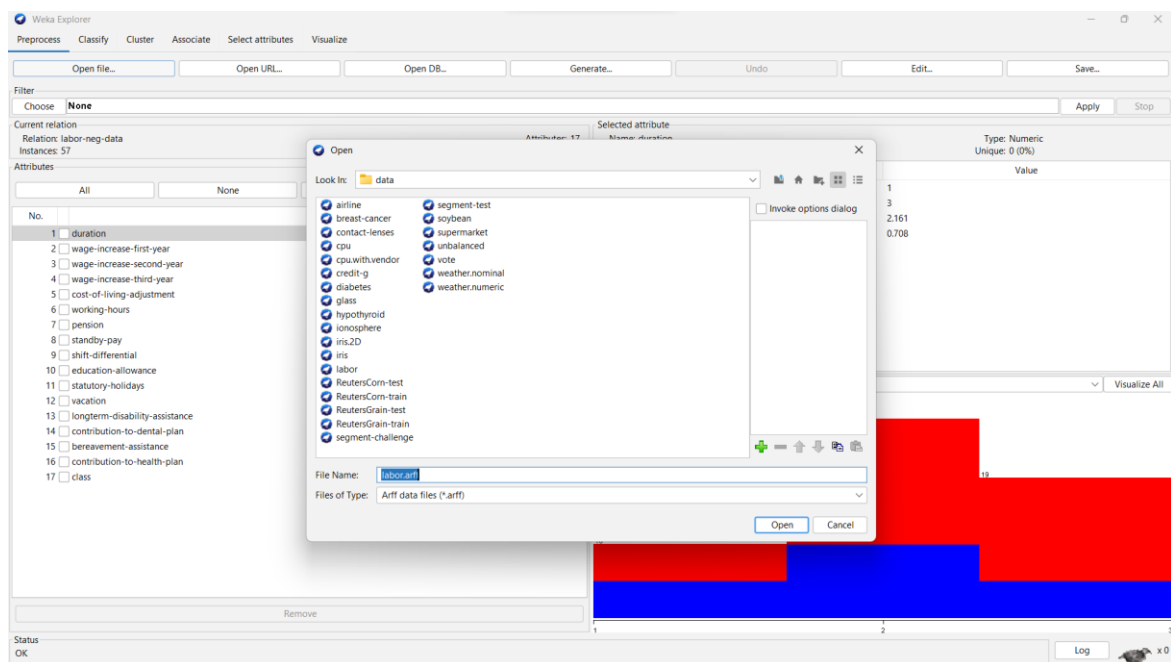 Weka Explorer
Preprocess Classify Cluster Associate Select attributes Visualize
Open file... Open URL... Open DB... Generate... Undo Edit... Save...
Filter
Choose None Apply Stop
Current relation
Relation: labor-neg-data Attributes: 17
Instances: 57
Selected attribute
Name: duration Type: Numeric
Unique: 0 (0%)
Attributes
All None
No.
1 duration
2 wage-increase-first-year
3 wage-increase-second-year
4 wage-increase-third-year
5 cost-of-living-adjustment
6 working-hours
7 pension
8 standby-pay
9 shift-differential
10 education-allowance
11 statutory-holidays
12 vacation
13 longterm-disability-assistance
14 contribution-to-dental-plan
15 bereavement-assistance
16 contribution-to-health-plan
17 class
Remove
Open
Look In: data
airline
breast-cancer
contact-lenses
cpu
cpu.with.vendor
credit-g
diabetes
glass
hypothyroid
ionosphere
iris.2D
iris
labor
ReutersCorn-test
ReutersCorn-train
ReutersGrain-test
ReutersGrain-train
segment-challenge
segment-test
soybean
supermarket
unbalanced
vote
weather.nominal
weather.numeric
Invoke options dialog
File Name: labor.arff
Files of Type: Arff data files (*.arff)
Open Cancel
Value
1
3
2.161
0.708
Visualize All
19
1 2 3
Status
OK
Log x 0